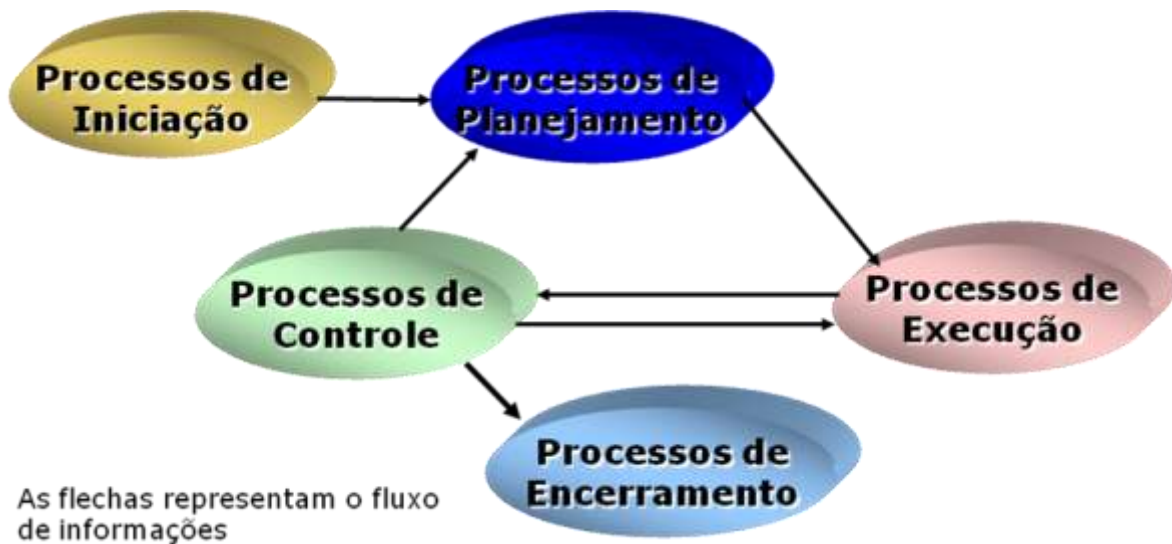 Processos de
Iniciação
Processos de
Planejamento
Processos de
Controle
Processos de
Execução
Processos de
Encerramento
As flechas representam o fluxo
de informações